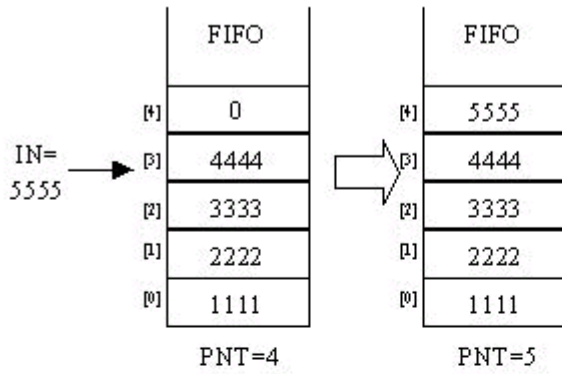 FIFO FIFO
[4] 0 [4] 5555
IN=
5555
[3] 4444 [3] 4444
[2] 3333 [2] 3333
[1] 2222 [1] 2222
[0] 1111 [0] 1111
PNT=4 PNT=5